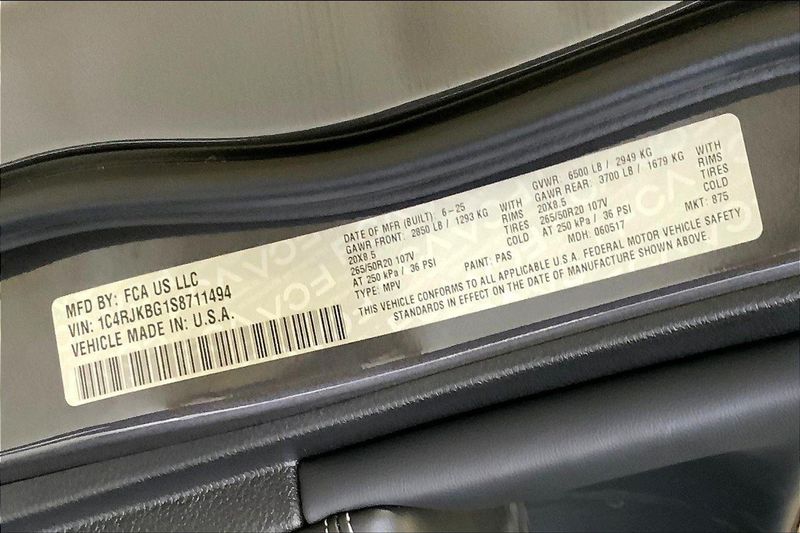 MFD BY: FCA US LLC
VIN: 1C4RJKBG1S8711494
VEHICLE MADE IN U.S.A.
DATE OF MFR (BUILT): 6-25 GVWR: 6500 LB / 2949 KG
GAWR FRONT: 2850 LB / 1293 KG WITH GAWR REAR: 3700 LB / 1679 KG WITH
20X8.5 RIMS 20X8.5 RIMS
265/50R20 107V TIRES 265/50R20 107V TIRES
AT 250 kPa / 36 PSI COLD AT 250 kPa / 36 PSI COLD
TYPE: MPV PAINT: PAS MDH: 060517 MKT: 875
THIS VEHICLE CONFORMS TO ALL APPLICABLE U.S.A. FEDERAL MOTOR VEHICLE SAFETY
STANDARDS IN EFFECT ON THE DATE OF MANUFACTURE SHOWN ABOVE.